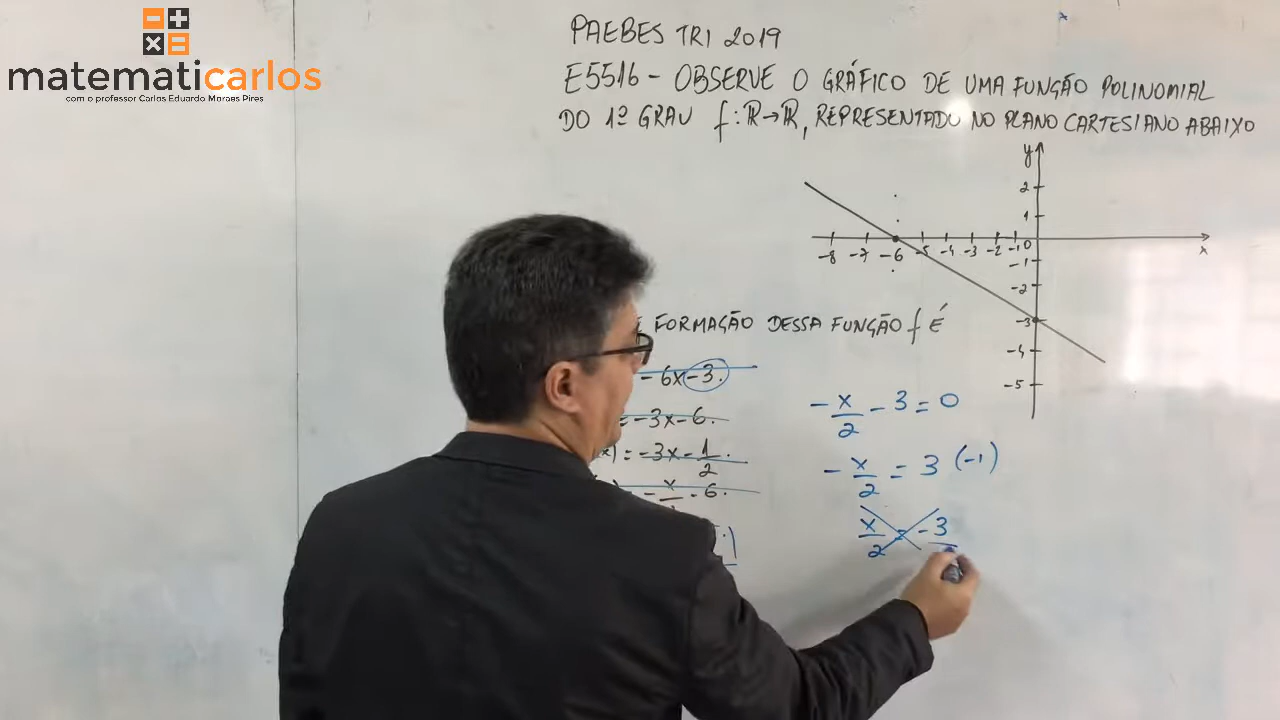 matematicarlos
com o professor Carlos Eduardo Moraes Pires
PAEBES TRI 2019
E5516 - OBSERVE O GRÁFICO DE UMA FUNÇÃO POLINOMIAL
DO 1º GRAU f: ℝ→ℝ, REPRESENTADO NO PLANO CARTESIANO ABAIXO
y
2
1
-8 -7 -6 -5 -4 -3 -2 -1 0
x
-1
-2
-3
-4
-5
FORMAÇÃO DESSA FUNÇÃO f É
- 6x - 3.
= -3x - 6.
x) = -3x - 1/2.
- x/ - 6.
- x/2 - 3 = 0
- x/2 = 3 (-1)
x/2 = -3